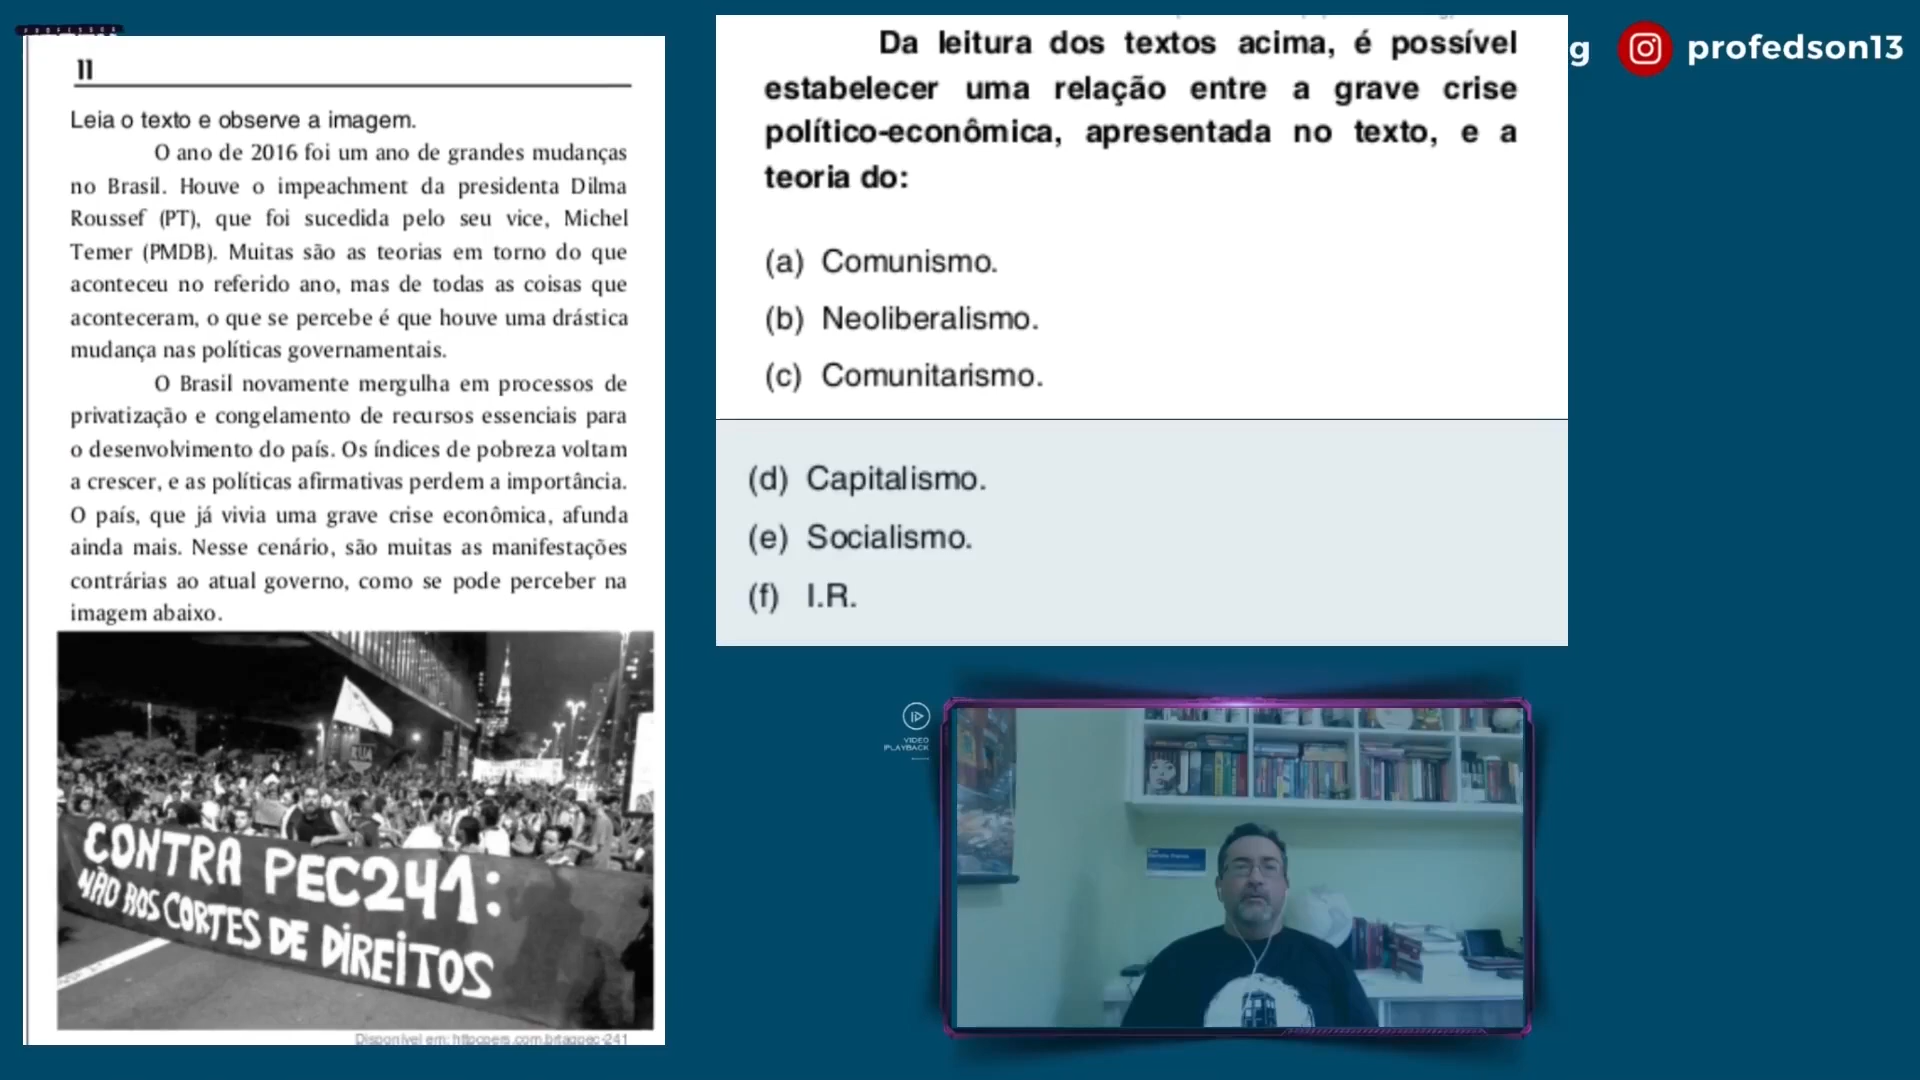 PROFESSOR
11
Leia o texto e observe a imagem.
O ano de 2016 foi um ano de grandes mudanças
no Brasil. Houve o impeachment da presidenta Dilma
Roussef (PT), que foi sucedida pelo seu vice, Michel
Temer (PMDB). Muitas são as teorias em torno do que
aconteceu no referido ano, mas de todas as coisas que
aconteceram, o que se percebe é que houve uma drástica
mudança nas políticas governamentais.
O Brasil novamente mergulha em processos de
privatização e congelamento de recursos essenciais para
o desenvolvimento do país. Os índices de pobreza voltam
a crescer, e as políticas afirmativas perdem a importância.
O país, que já vivia uma grave crise econômica, afunda
ainda mais. Nesse cenário, são muitas as manifestações
contrárias ao atual governo, como se pode perceber na
imagem abaixo.
RUA
CONTRA PEC241:
NÃO AOS CORTES DE DIREITOS
Disponível em:
Da leitura dos textos acima, é possível
estabelecer uma relação entre a grave crise
político-econômica, apresentada no texto, e a
teoria do:
(a) Comunismo.
(b) Neoliberalismo.
(c) Comunitarismo.
(d) Capitalismo.
(e) Socialismo.
(f) I.R.
g
profedson13
VIDEO
PLAYBACK